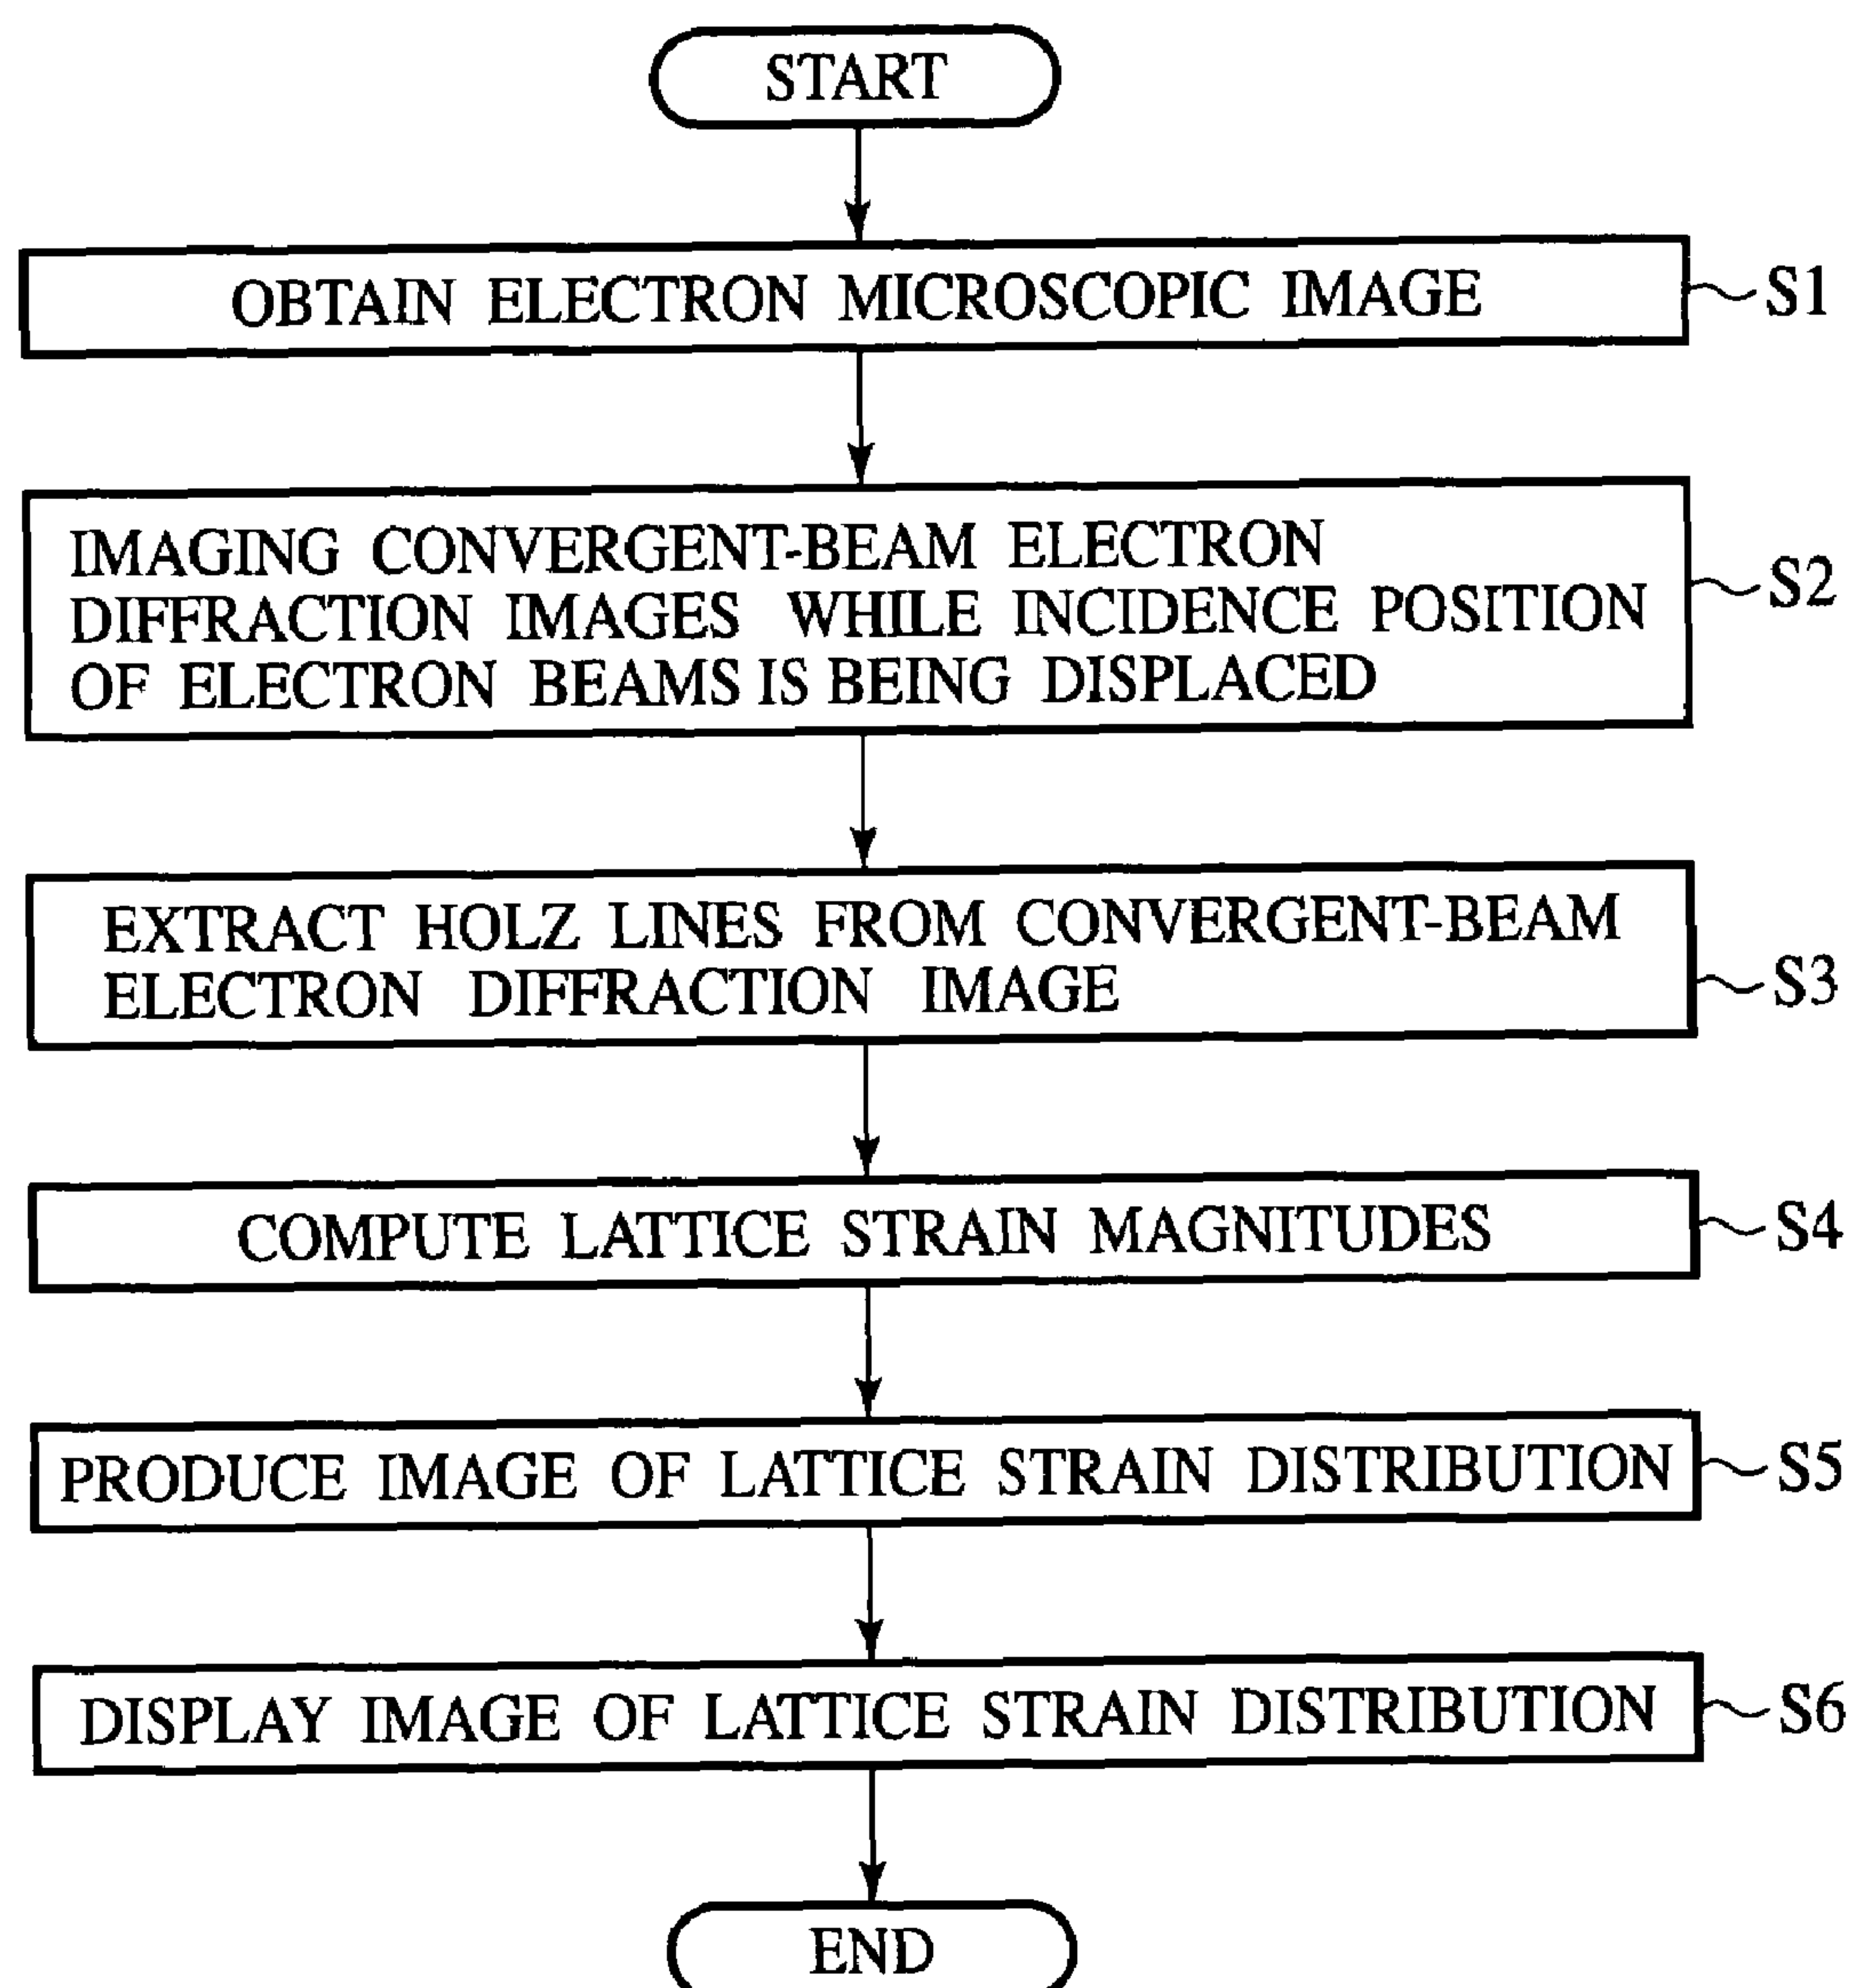 START
OBTAIN ELECTRON MICROSCOPIC IMAGE
S1
IMAGING CONVERGENT-BEAM ELECTRON
DIFFRACTION IMAGES WHILE INCIDENCE POSITION
OF ELECTRON BEAMS IS BEING DISPLACED
S2
EXTRACT HOLZ LINES FROM CONVERGENT-BEAM
ELECTRON DIFFRACTION IMAGE
S3
COMPUTE LATTICE STRAIN MAGNITUDES
S4
PRODUCE IMAGE OF LATTICE STRAIN DISTRIBUTION
S5
DISPLAY IMAGE OF LATTICE STRAIN DISTRIBUTION
S6
END